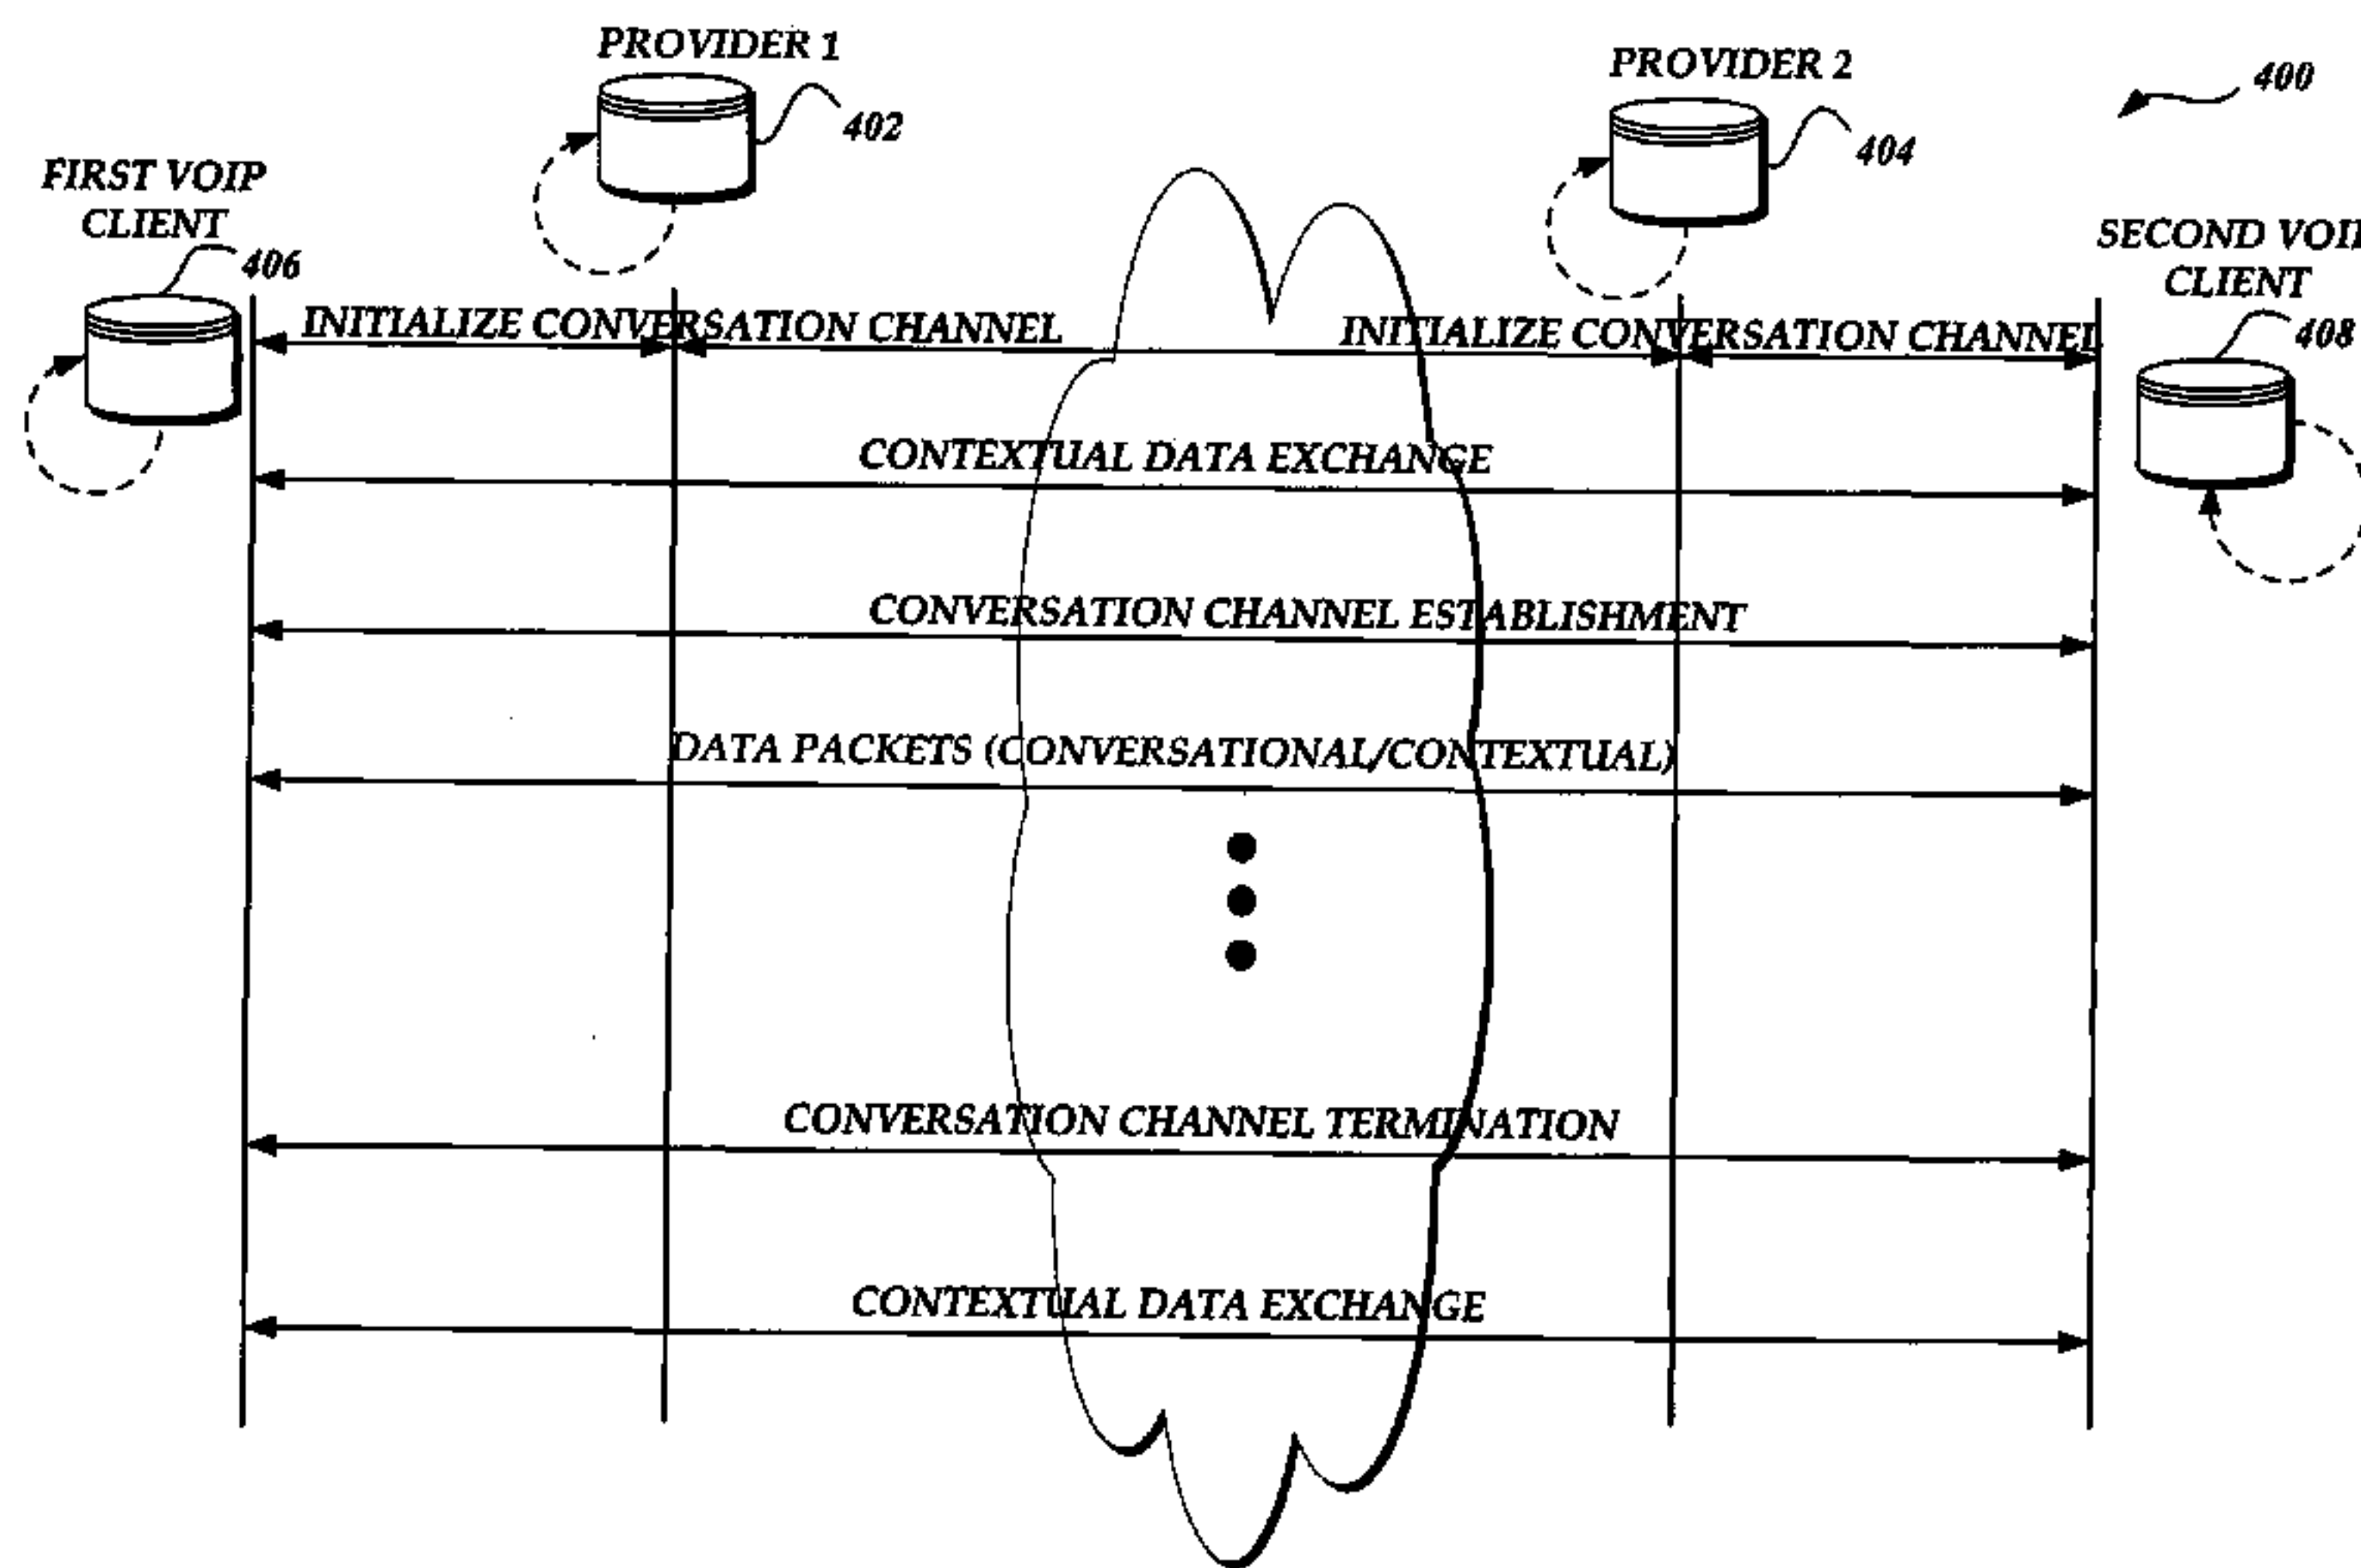 PROVIDER 1
402
PROVIDER 2
404
400
FIRST VOIP
CLIENT
406
SECOND VOIP
CLIENT
408
INITIALIZE CONVERSATION CHANNEL
INITIALIZE CONVERSATION CHANNEL
CONTEXTUAL DATA EXCHANGE
CONVERSATION CHANNEL ESTABLISHMENT
DATA PACKETS (CONVERSATIONAL/CONTEXTUAL)
CONVERSATION CHANNEL TERMINATION
CONTEXTUAL DATA EXCHANGE